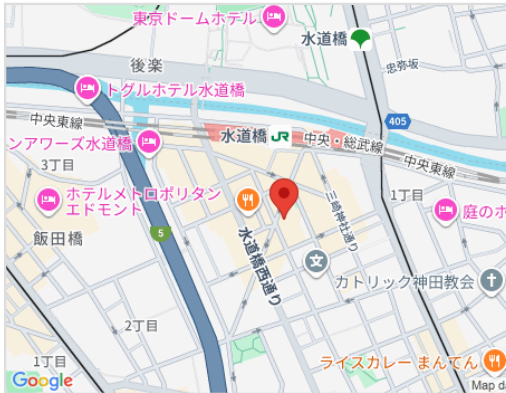 東京ドームホテル
水道橋
後楽
忠弥坂
トグルホテル水道橋
405
中央東線
水道橋
JR
中央・総武線
ンアワーズ水道橋
中央東線
3丁目
1丁目
ホテルメトロポリタン
エドモント
三崎神社通り
庭のホ
飯田橋
5
水道橋西通り
文
カトリック神田教会
2丁目
1丁目
ライスカレー まんてん
Google
Map da